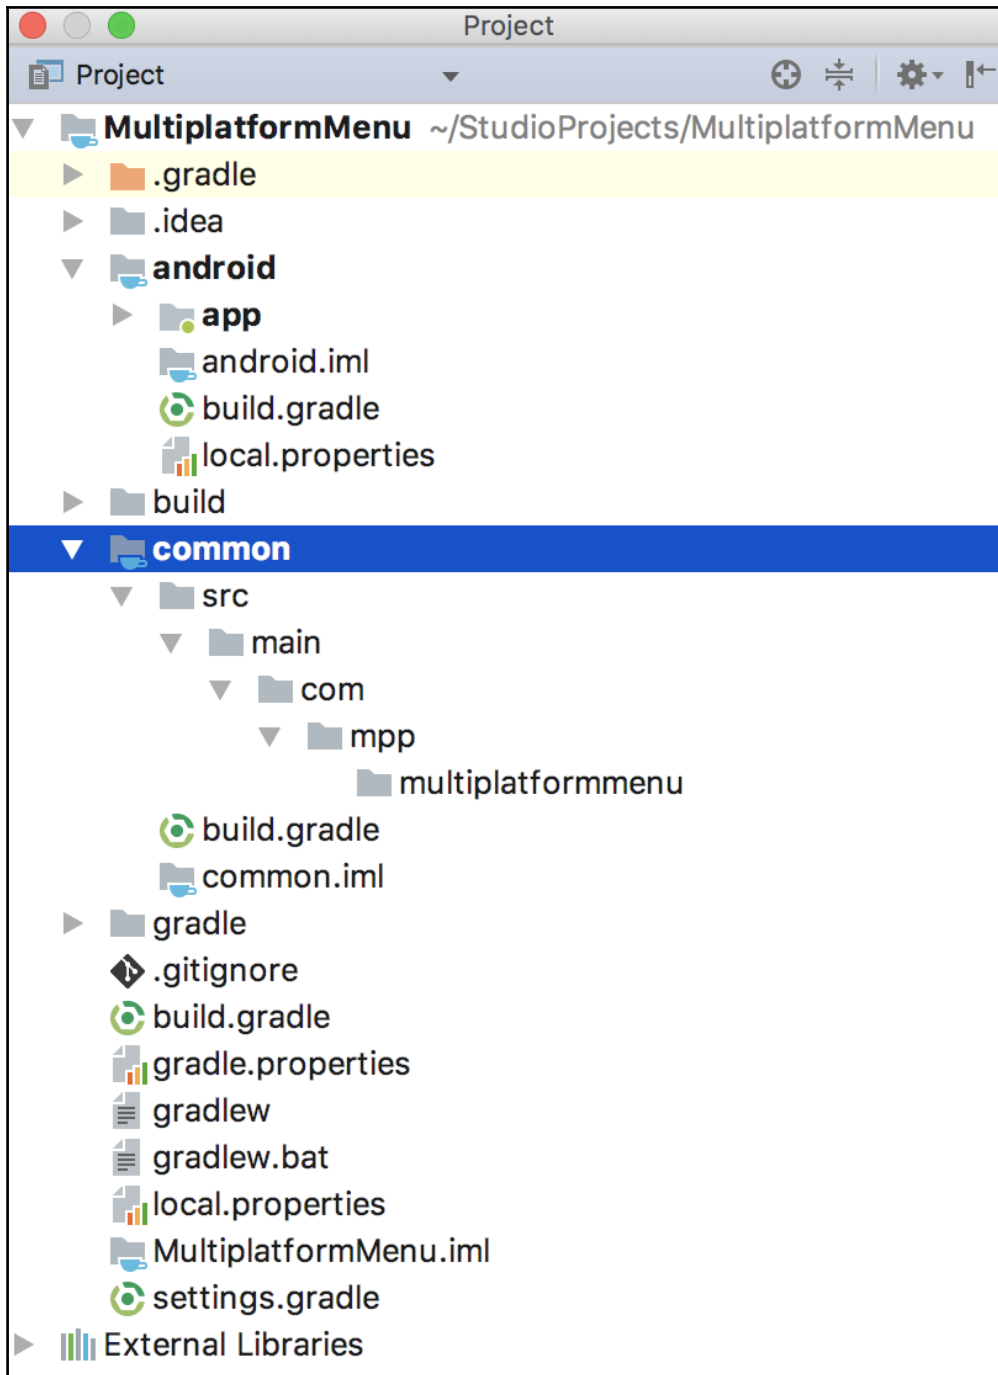 Project
Project
MultiplatformMenu ~/StudioProjects/MultiplatformMenu
.gradle
.idea
android
app
android.iml
build.gradle
local.properties
build
common
src
main
com
mpp
multiplatformmenu
build.gradle
common.iml
gradle
.gitignore
build.gradle
gradle.properties
gradlew
gradlew.bat
local.properties
MultiplatformMenu.iml
settings.gradle
External Libraries